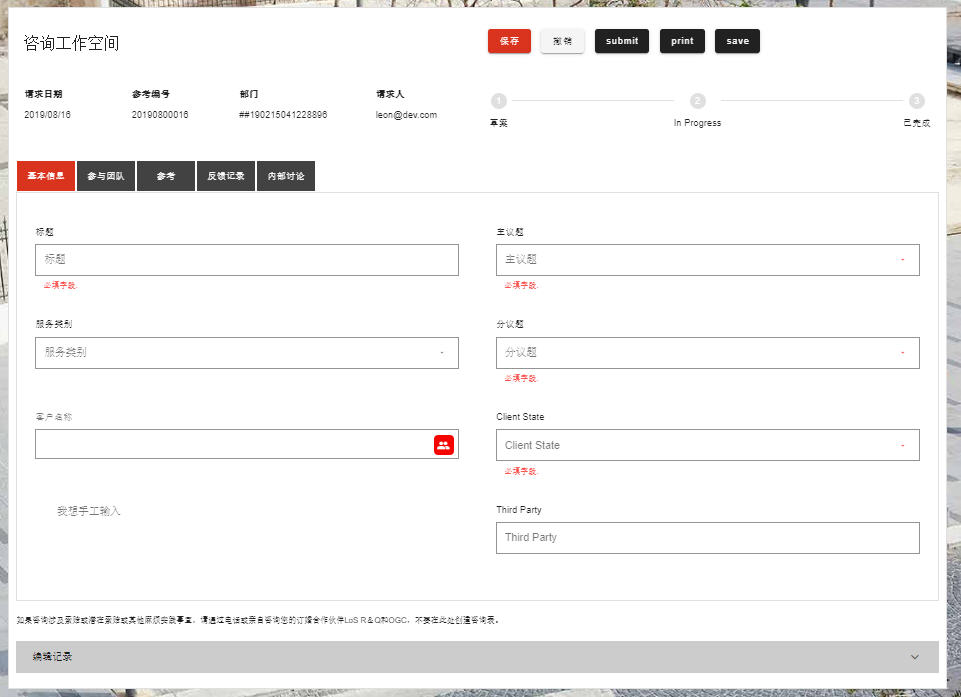 咨询工作空间
保存 撤销 submit print save
请求日期 参考编号 部门 请求人
2019/08/16 20190800016 ##190215041228896 leon@dev.com
1 2 3
草案 In Progress 已完成
基本信息 参与团队 参考 反馈记录 内部讨论
标题 主议题
标题 主议题
必填字段. 必填字段.
服务类别 分议题
服务类别 分议题
必填字段.
客户名称 Client State
Client State
必填字段.
我想手工输入 Third Party
Third Party
如果咨询涉及索赔或潜在索赔或其他麻烦实践事宜，请通过电话或亲自咨询您的订婚合作伙伴LoS R＆Q和OGC，不要在此处创建咨询表。
编辑记录